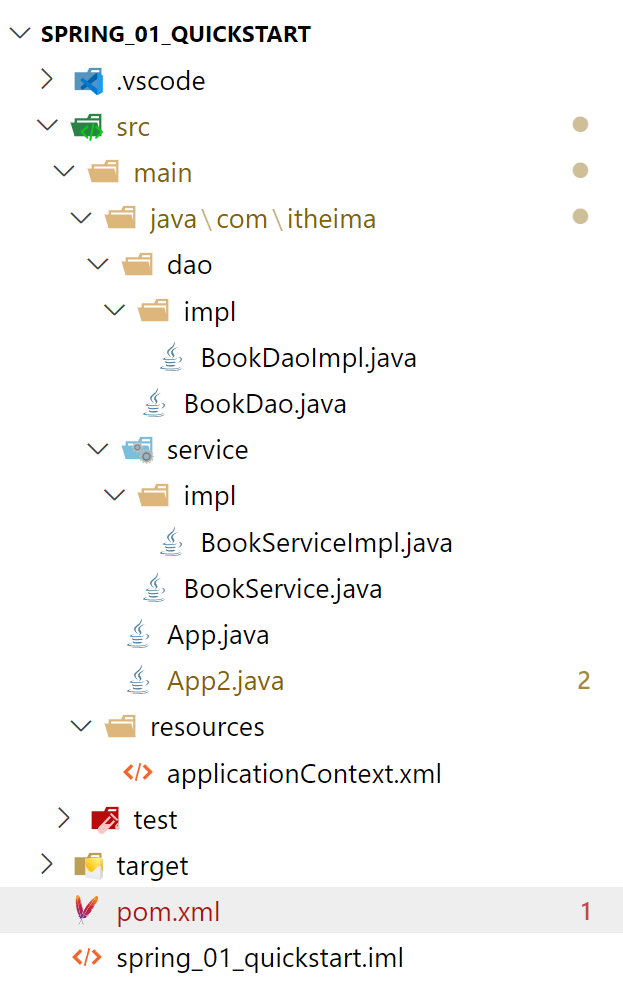 SPRING_01_QUICKSTART
.vscode
src
main
java\com\itheima
dao
impl
BookDaoImpl.java
BookDao.java
service
impl
BookServiceImpl.java
BookService.java
App.java
App2.java 2
resources
applicationContext.xml
test
target
pom.xml 1
spring_01_quickstart.iml